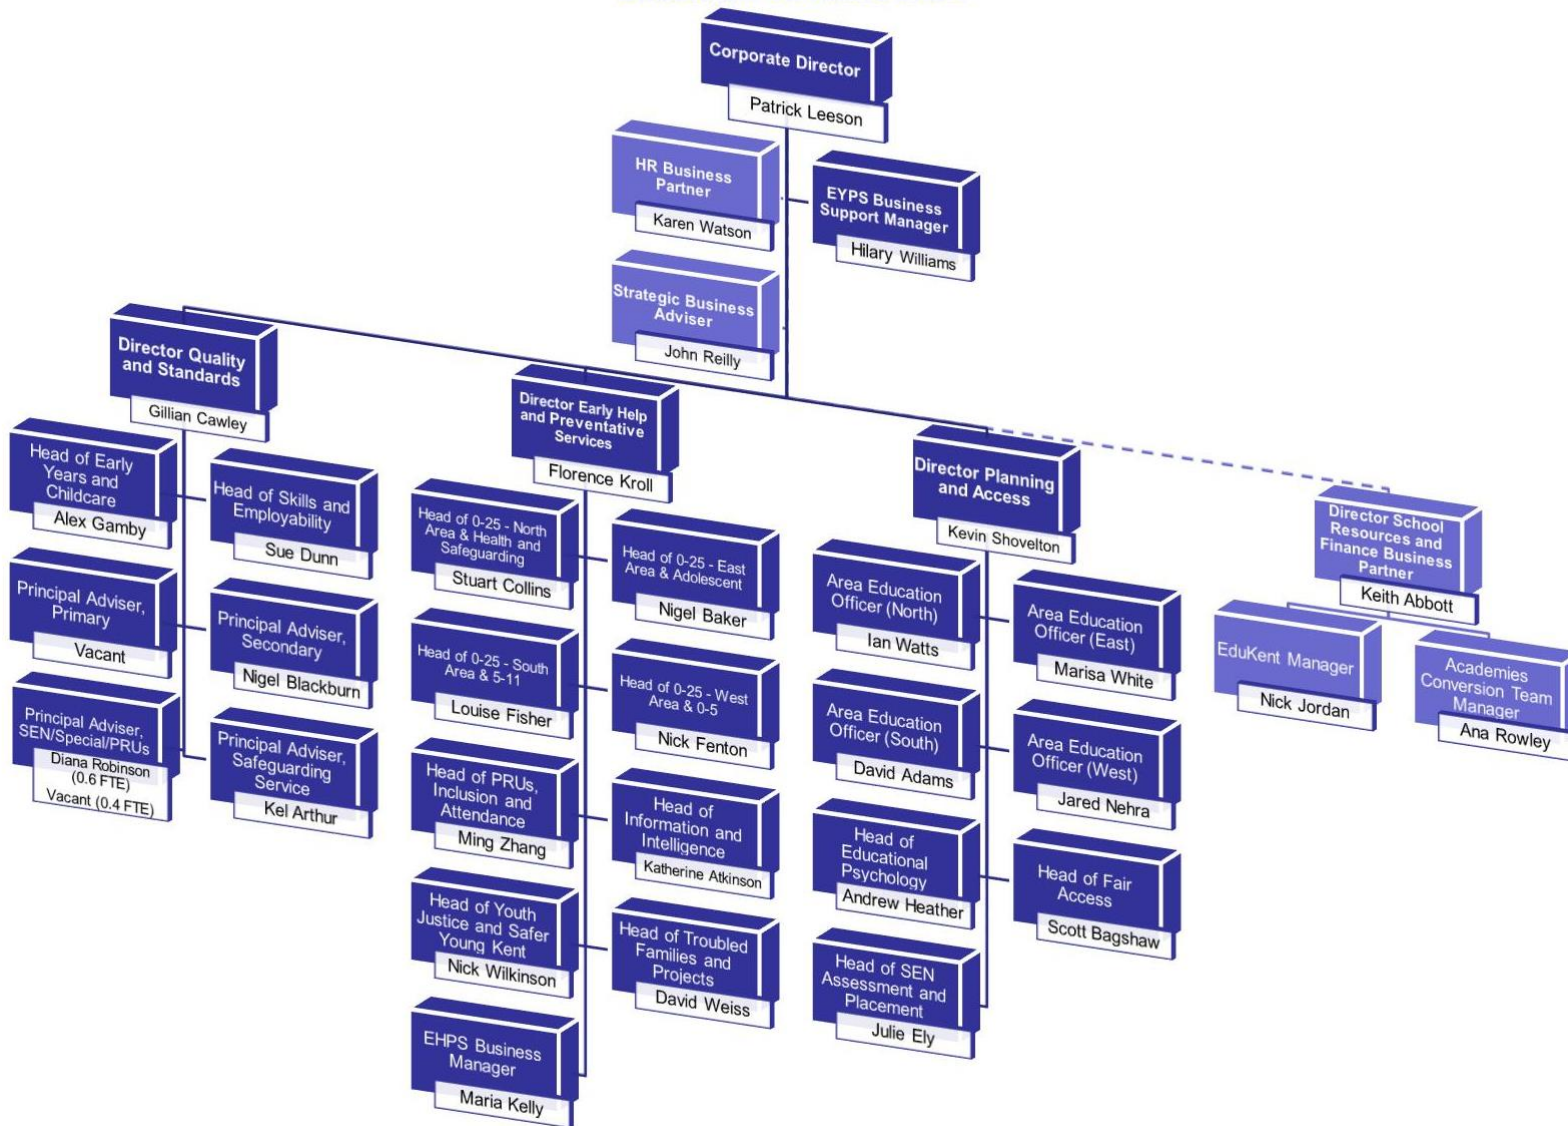 Corporate Director
Patrick Leeson
HR Business
Partner
Karen Watson
EYPS Business
Support Manager
Hilary Williams
Strategic Business
Adviser
John Reilly
Director Quality
and Standards
Gillian Cawley
Head of Early
Years and
Childcare
Alex Gamby
Head of Skills and
Employability
Sue Dunn
Principal Adviser,
Primary
Vacant
Principal Adviser,
Secondary
Nigel Blackburn
Principal Adviser,
SEN/Special/PRUs
Diana Robinson
(0.6 FTE)
Vacant (0.4 FTE)
Principal Adviser,
Safeguarding
Service
Kel Arthur
Director Early Help
and Preventative
Services
Florence Kroll
Head of 0-25 - North
Area & Health and
Safeguarding
Stuart Collins
Head of 0-25 - East
Area & Adolescent
Nigel Baker
Head of 0-25 - South
Area & 5-11
Louise Fisher
Head of 0-25 - West
Area & 0-5
Nick Fenton
Head of PRUs,
Inclusion and
Attendance
Ming Zhang
Head of
Information and
Intelligence
Katherine Atkinson
Head of Youth
Justice and Safer
Young Kent
Nick Wilkinson
Head of Troubled
Families and
Projects
David Weiss
EHPS Business
Manager
Maria Kelly
Director Planning
and Access
Kevin Shovelton
Area Education
Officer (North)
Ian Watts
Area Education
Officer (East)
Marisa White
Area Education
Officer (South)
David Adams
Area Education
Officer (West)
Jared Nehra
Head of
Educational
Psychology
Andrew Heather
Head of Fair
Access
Scott Bagshaw
Head of SEN
Assessment and
Placement
Julie Ely
Director School
Resources and
Finance Business
Partner
Keith Abbott
EduKent Manager
Nick Jordan
Academies
Conversion Team
Manager
Ana Rowley